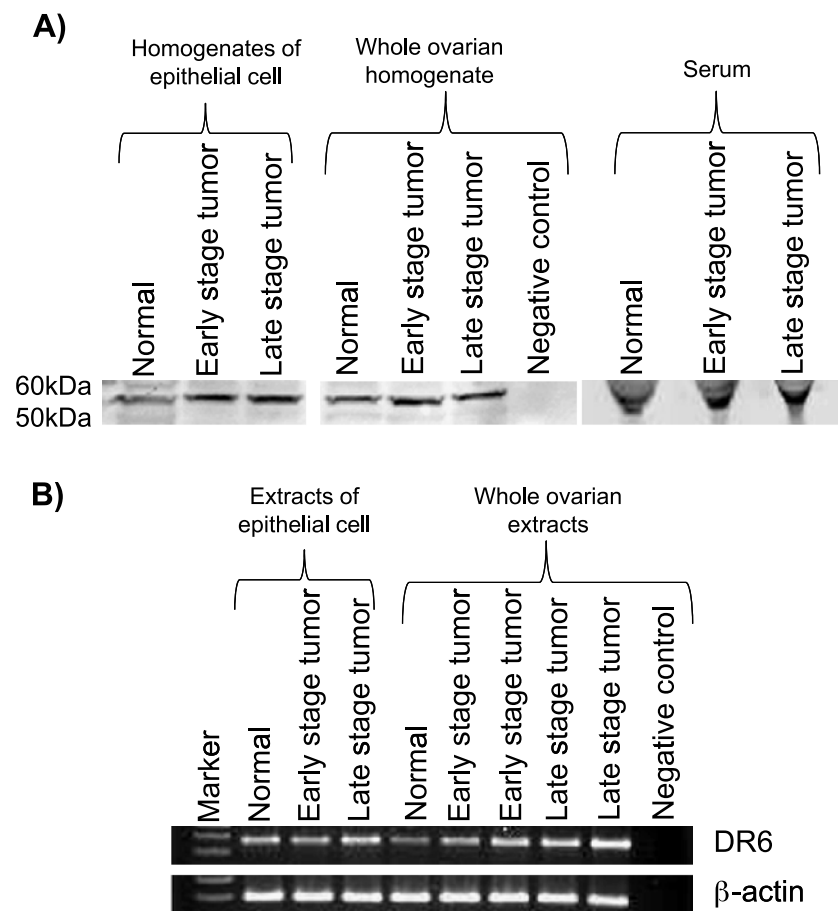 A)
Homogenates of
epithelial cell
Whole ovarian
homogenate
Serum
Normal
Early stage tumor
Late stage tumor
Normal
Early stage tumor
Late stage tumor
Negative control
Normal
Early stage tumor
Late stage tumor
60kDa
50kDa
B)
Extracts of
epithelial cell
Whole ovarian
extracts
Marker
Normal
Early stage tumor
Late stage tumor
Normal
Early stage tumor
Early stage tumor
Late stage tumor
Late stage tumor
Negative control
DR6
β-actin